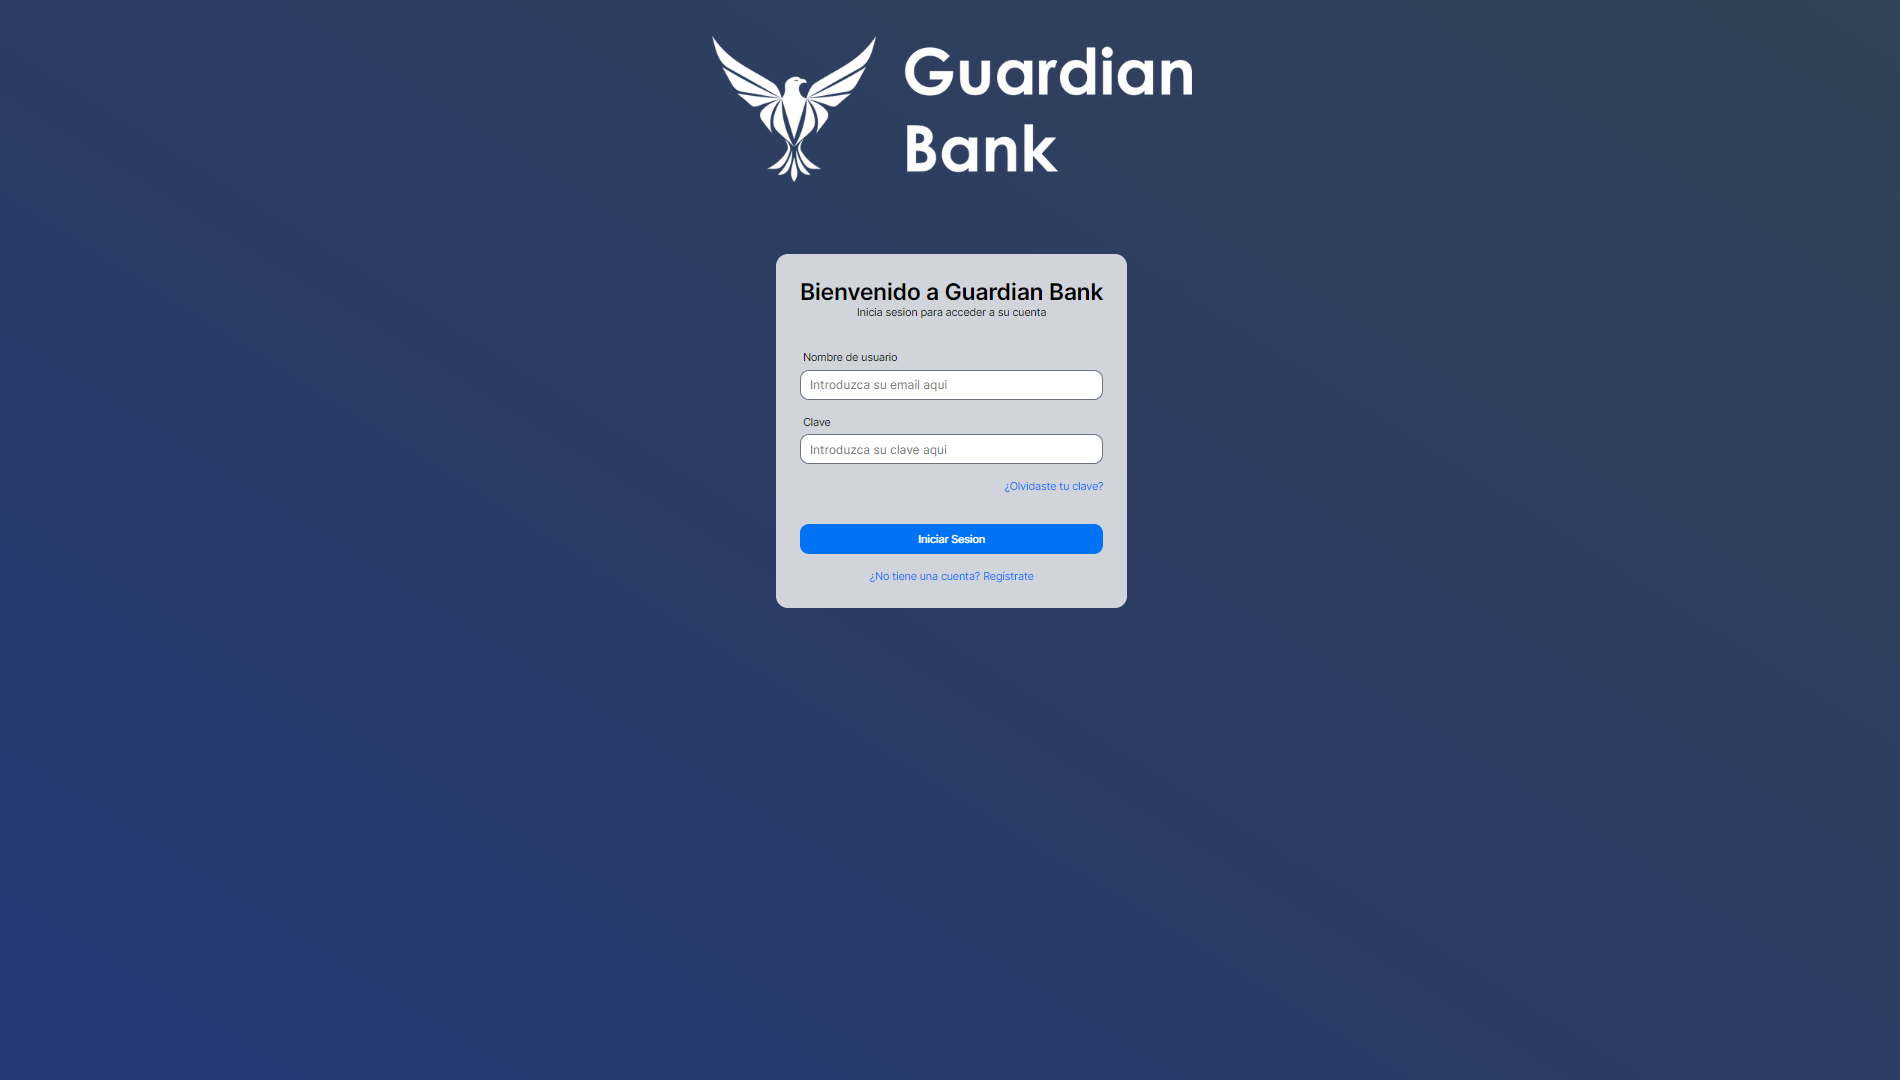 Guardian
Bank
Bienvenido a Guardian Bank
Inicia sesion para acceder a su cuenta
Nombre de usuario
Introduzca su email aqui
Clave
Introduzca su clave aqui
¿Olvidaste tu clave?
Iniciar Sesion
¿No tiene una cuenta? Regístrate